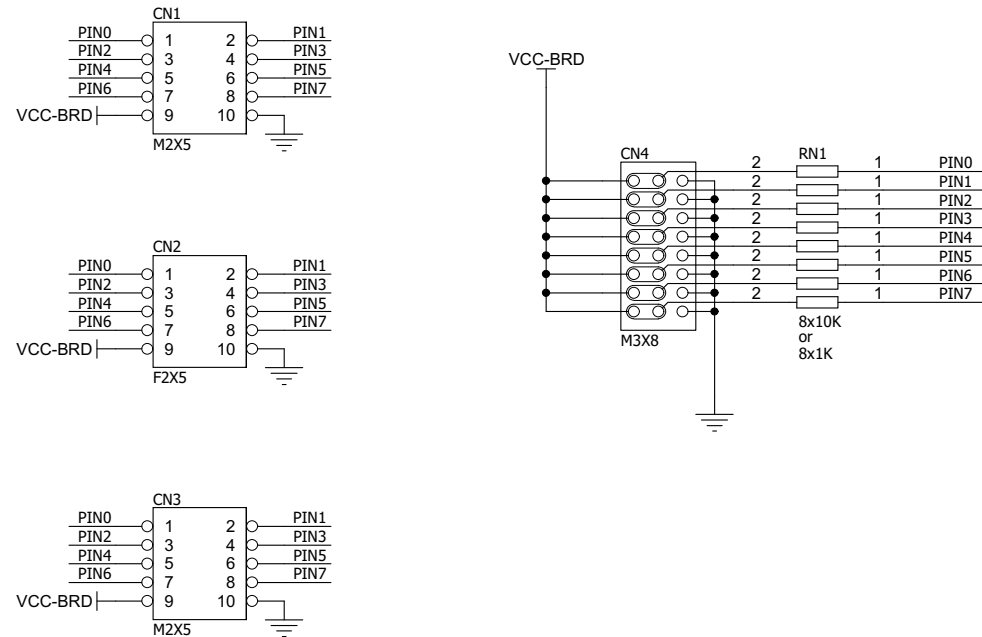 CN1
PIN0 1 2 PIN1
PIN2 3 4 PIN3
PIN4 5 6 PIN5
PIN6 7 8 PIN7
VCC-BRD 9 10
M2X5
CN2
PIN0 1 2 PIN1
PIN2 3 4 PIN3
PIN4 5 6 PIN5
PIN6 7 8 PIN7
VCC-BRD 9 10
F2X5
CN3
PIN0 1 2 PIN1
PIN2 3 4 PIN3
PIN4 5 6 PIN5
PIN6 7 8 PIN7
VCC-BRD 9 10
M2X5
VCC-BRD
CN4
RN1
2 1 PIN0
2 1 PIN1
2 1 PIN2
2 1 PIN3
2 1 PIN4
2 1 PIN5
2 1 PIN6
2 1 PIN7
M3X8
8x10K
or
8x1K